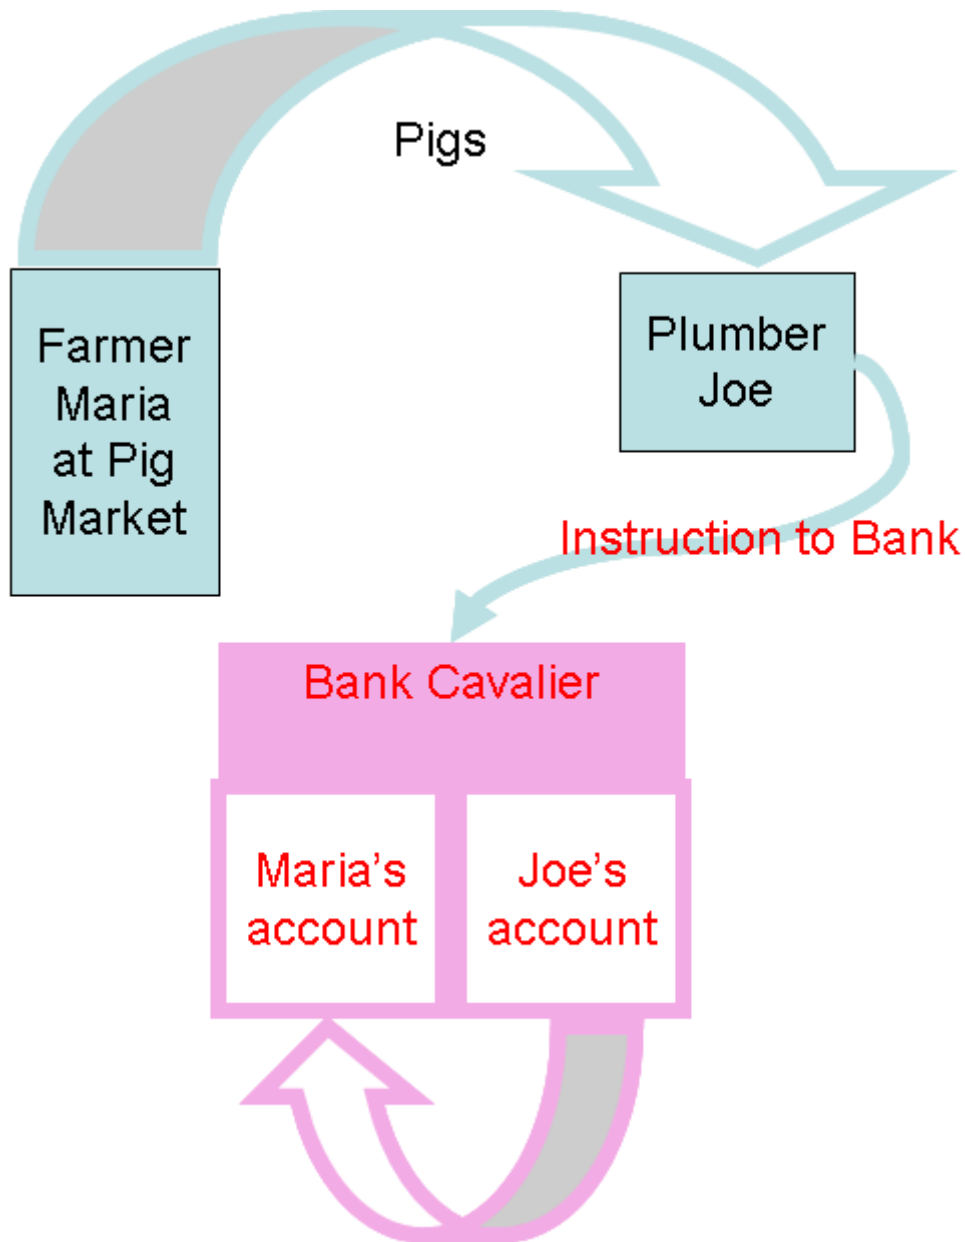 Pigs
Farmer
Maria
at Pig
Market
Plumber
Joe
Instruction to Bank
Bank Cavalier
Maria’s
account
Joe’s
account